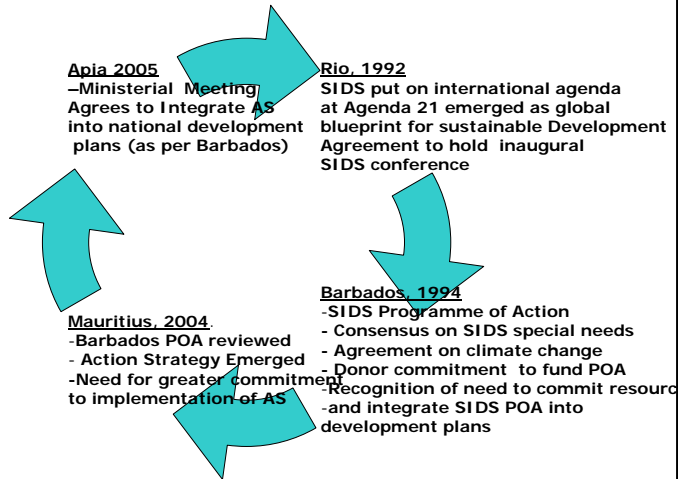 Apia 2005
–Ministerial Meeting
Agrees to Integrate AS
into national development
plans (as per Barbados)
Rio, 1992
SIDS put on international agenda
at Agenda 21 emerged as global
blueprint for sustainable Development
Agreement to hold inaugural
SIDS conference
Barbados, 1994
-SIDS Programme of Action
- Consensus on SIDS special needs
- Agreement on climate change
- Donor commitment to fund POA
-Recognition of need to commit resourc
-and integrate SIDS POA into
development plans
Mauritius, 2004.
-Barbados POA reviewed
- Action Strategy Emerged
-Need for greater commitment
to implementation of AS